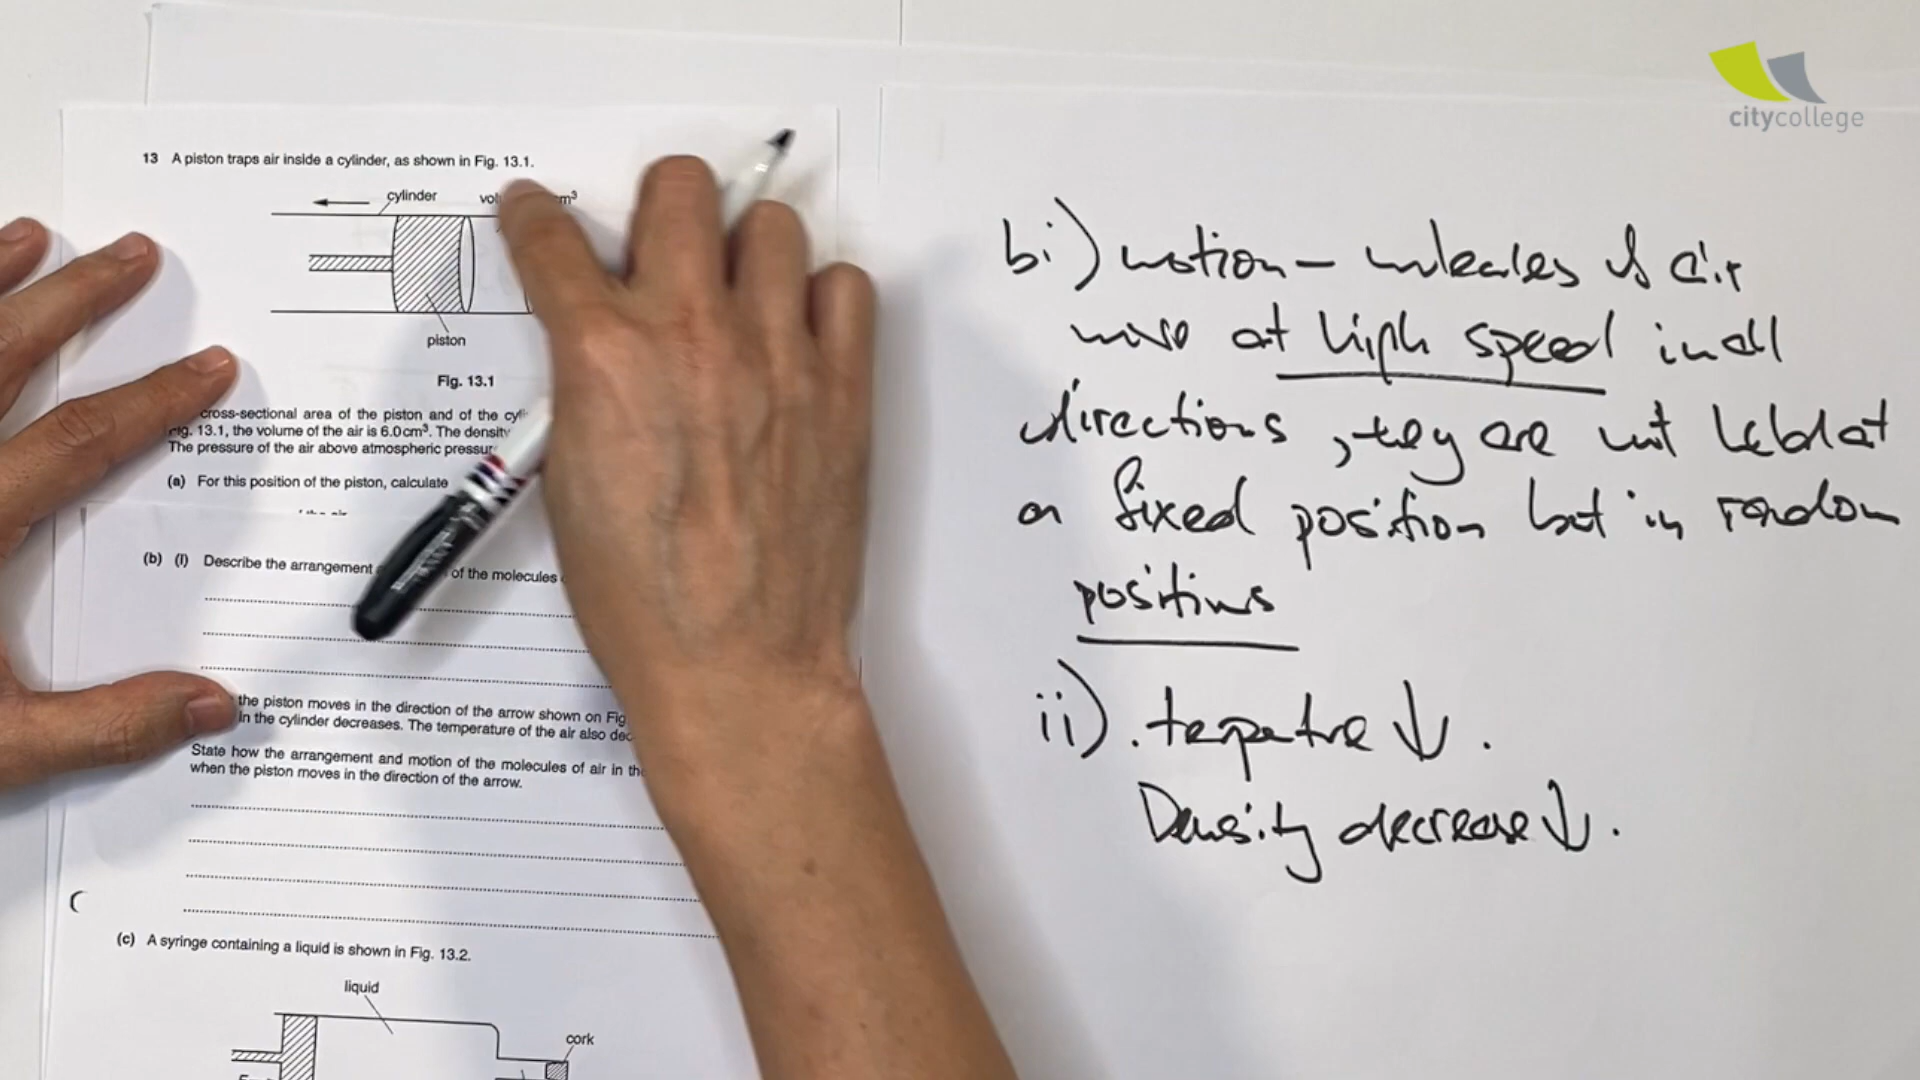 citycollege
13 A piston traps air inside a cylinder, as shown in Fig. 13.1.
cylinder
piston
Fig. 13.1
cross-sectional area of the piston and of the
13.1, the volume of the air is 6.0 cm³. The density
The pressure of the air above atmospheric
(a) For this position of the piston, calculate
(b) (i) Describe the arrangement of the molecules
the piston moves in the direction of the arrow shown on Fig
in the cylinder decreases. The temperature of the air also
State how the arrangement and motion of the molecules of air in
when the piston moves in the direction of the arrow.
(c) A syringe containing a liquid is shown in Fig. 13.2.
liquid
cork
bi) motion - molecules of air
move at high speed in all
directions, they are not held at
a fixed position but in random
positions
ii). temperature ↓.
Density decrease ↓.